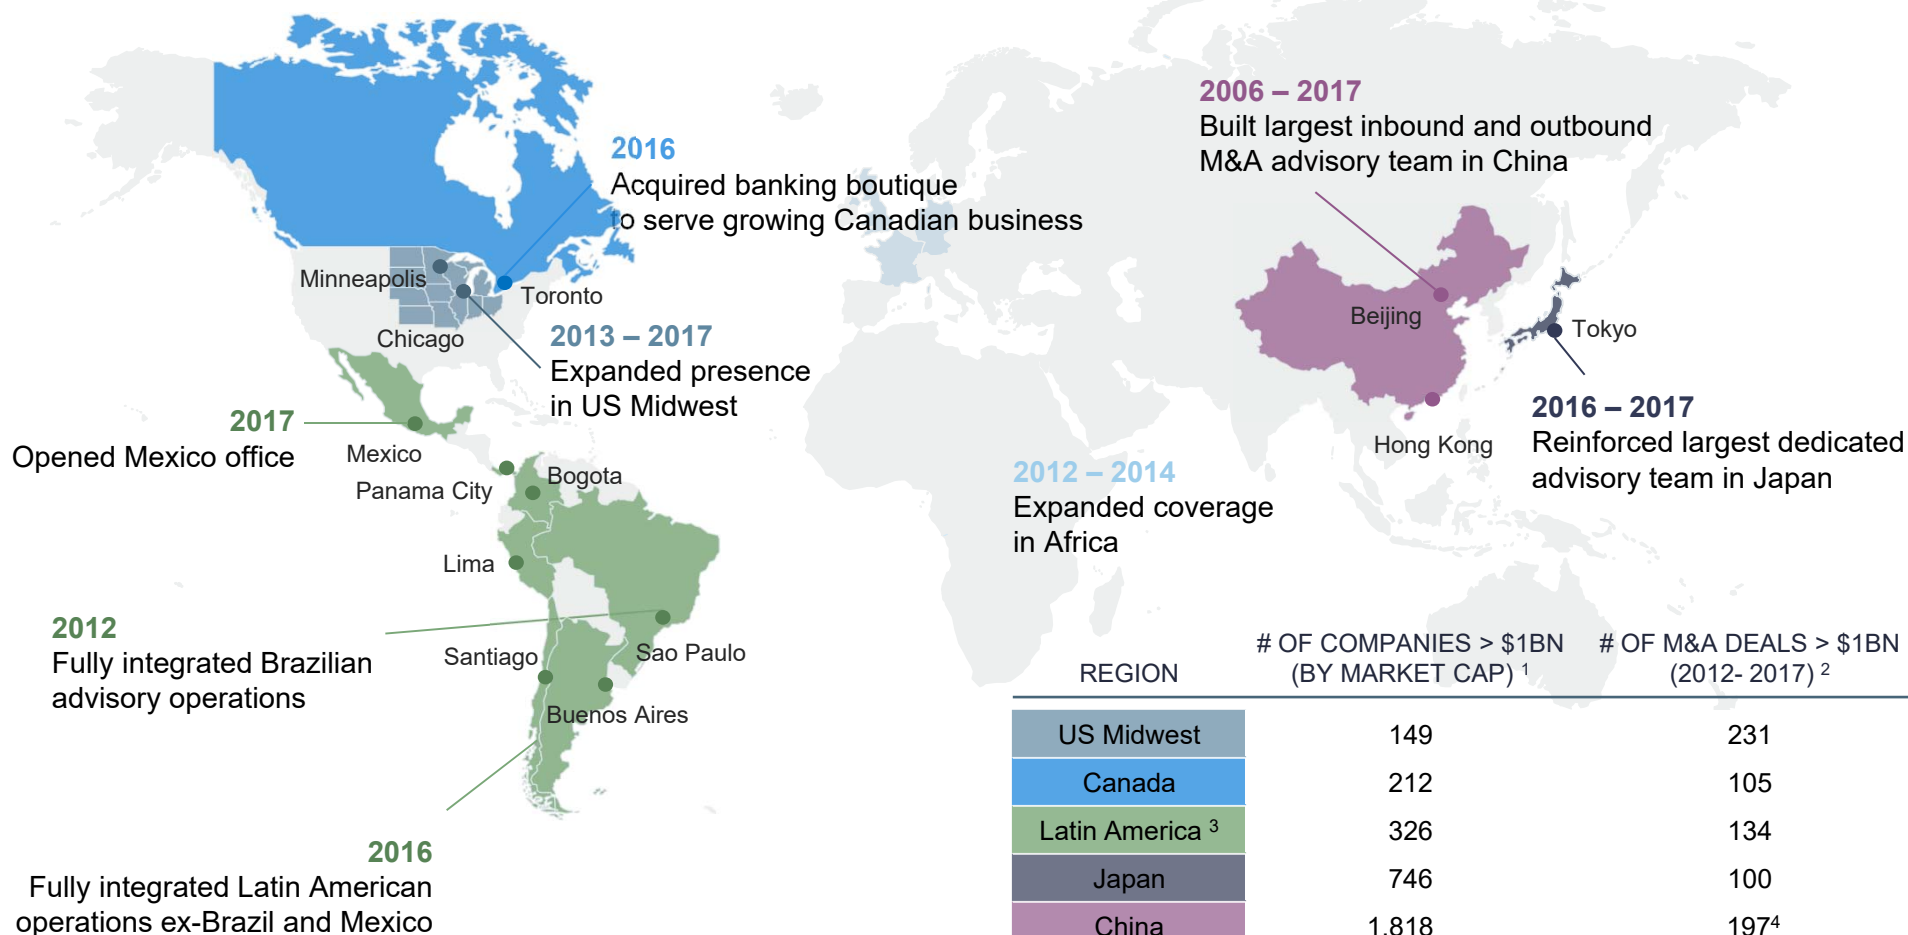 2006 – 2017
Built largest inbound and outbound
M&A advisory team in China
2016
Acquired banking boutique
to serve growing Canadian business
Minneapolis
Toronto
Chicago
2013 – 2017
Expanded presence
in US Midwest
Beijing
Tokyo
Hong Kong
2016 – 2017
Reinforced largest dedicated
advisory team in Japan
2017
Opened Mexico office
Mexico
Panama City
Bogota
2012 – 2014
Expanded coverage
in Africa
Lima
2012
Fully integrated Brazilian
advisory operations
Santiago
Sao Paulo
Buenos Aires
2016
Fully integrated Latin American
operations ex-Brazil and Mexico
# OF COMPANIES > $1BN # OF M&A DEALS > $1BN
REGION (BY MARKET CAP) 1 (2012- 2017) 2
US Midwest 149 231
Canada 212 105
Latin America 3 326 134
Japan 746 100
China 1,818 1974